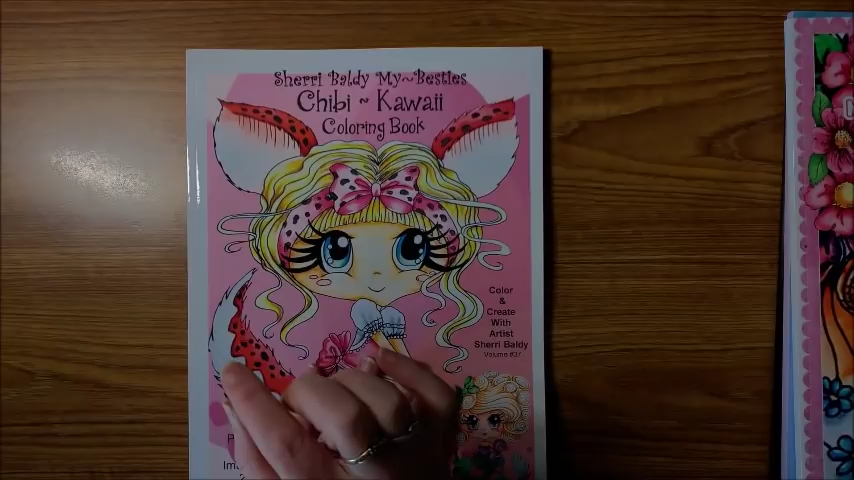 Sherri Baldy My~Besties
Chibi ~ Kawaii
Coloring Book
Color
&
Create
With
Artist
Sherri Baldy
Volume #37